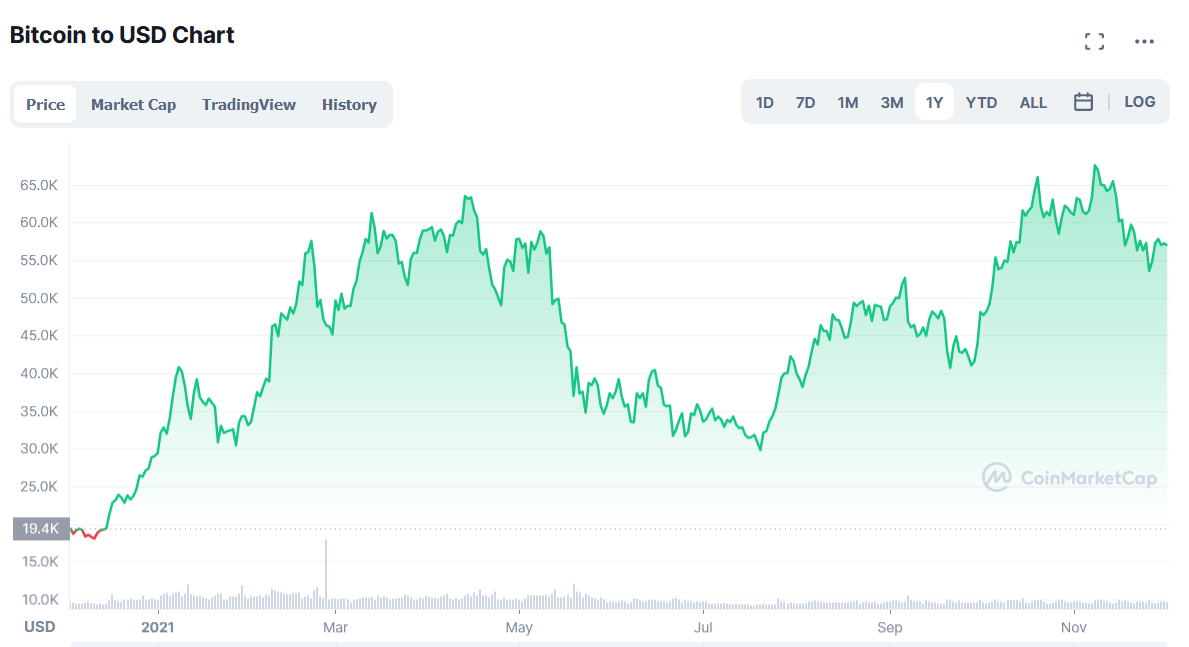 Bitcoin to USD Chart
Price Market Cap TradingView History
1D 7D 1M 3M 1Y YTD ALL LOG
65.0K
60.0K
55.0K
50.0K
45.0K
40.0K
35.0K
30.0K
25.0K
CoinMarketCap
19.4K
15.0K
10.0K
USD 2021 Mar May Jul Sep Nov